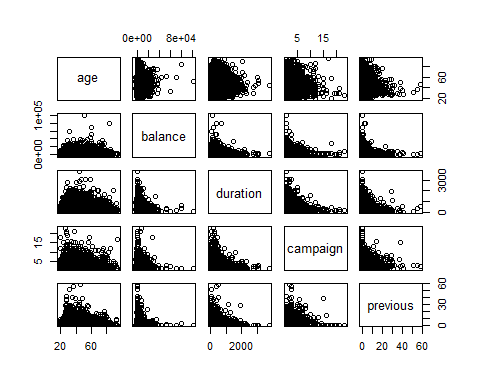 0e+00 8e+04
5 15
age
20 60
0e+00 1e+05
balance
duration
0 3000
5 15
campaign
previous
0 20 40 60
20 60
0 2000
0 20 40 60